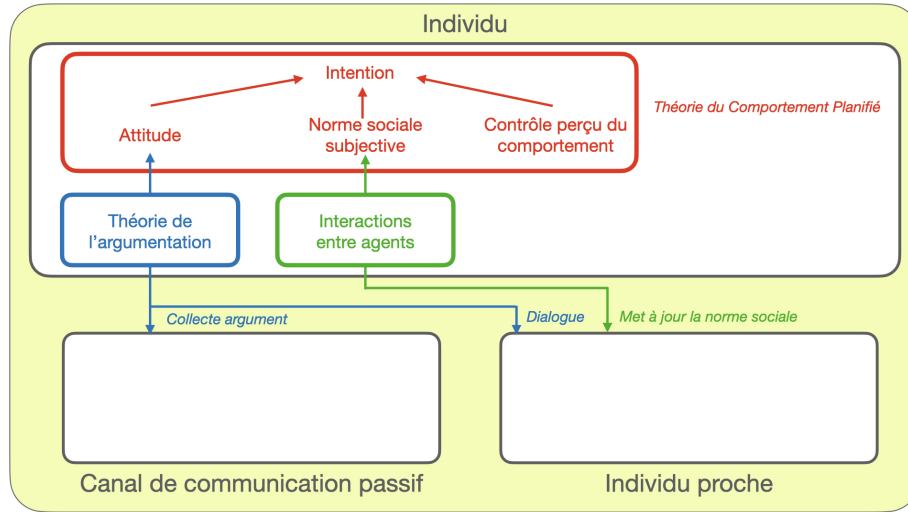 Individu
Intention
Théorie du Comportement Planifié
Attitude
Norme sociale
subjective
Contrôle perçu du
comportement
Théorie de
l'argumentation
Interactions
entre agents
Collecte argument
Dialogue
Met à jour la norme sociale
Canal de communication passif
Individu proche